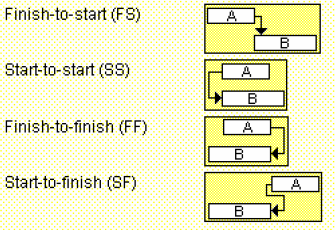 Finish-to-start (FS)
A
B
Start-to-start (SS)
A
B
Finish-to-finish (FF)
A
B
Start-to-finish (SF)
A
B